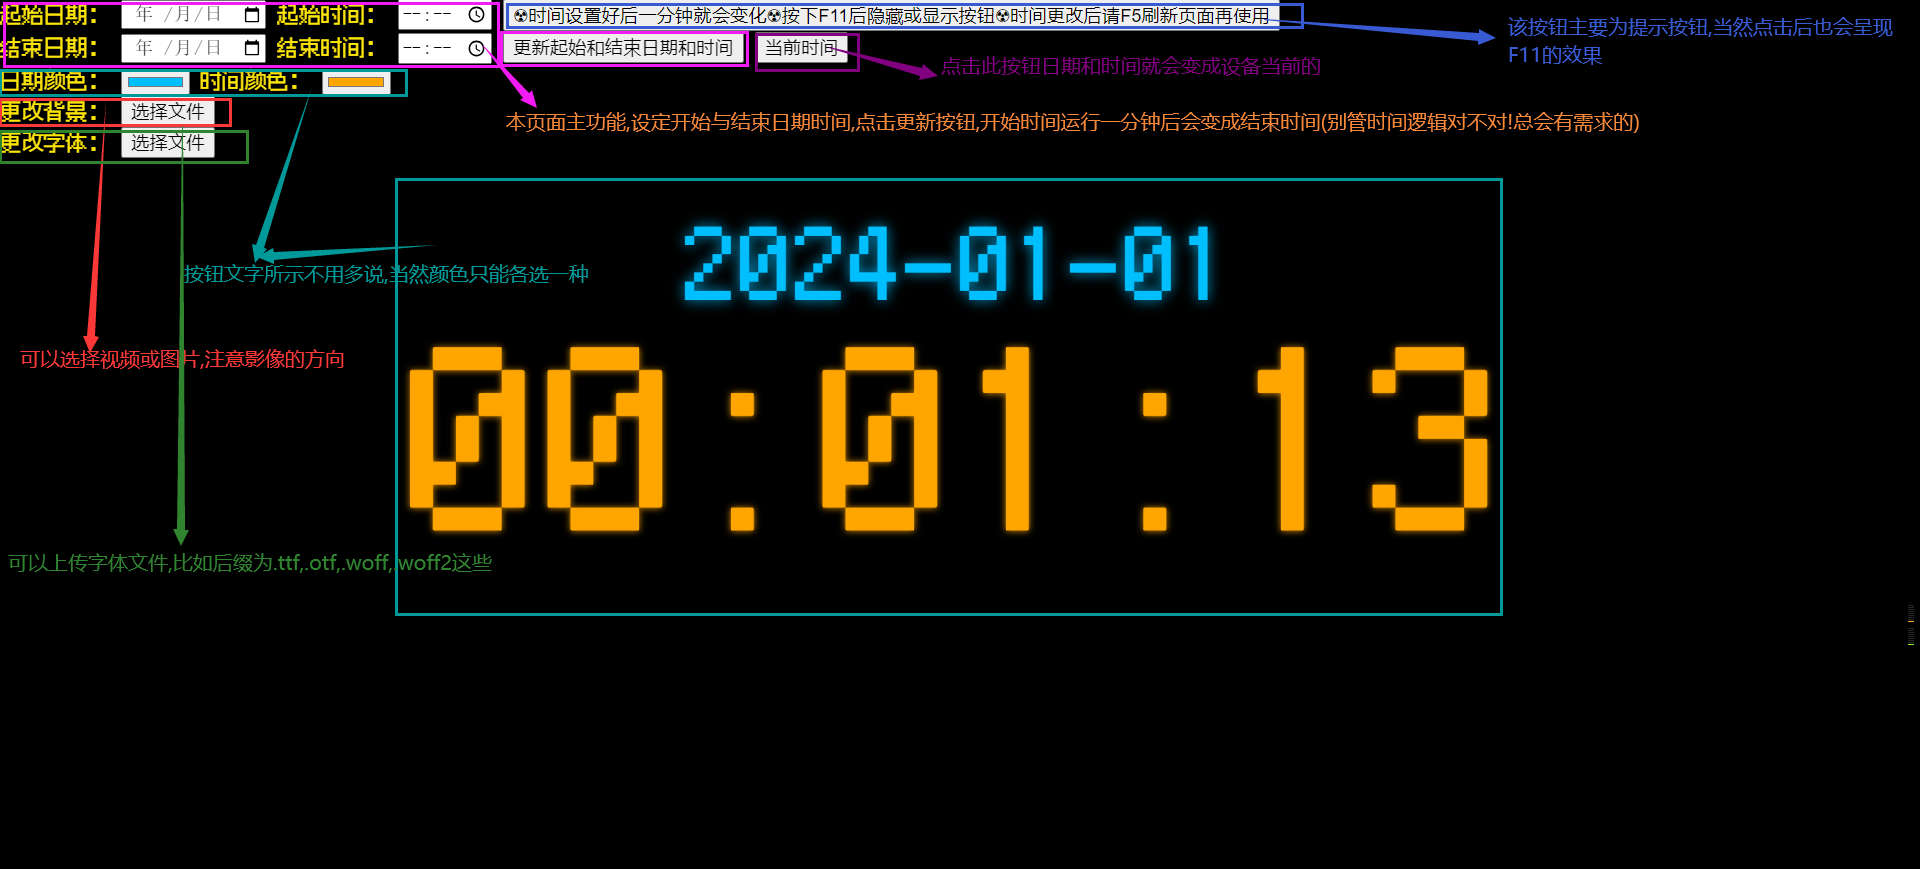 起始日期： 年 /月/日 起始时间： --:-- ☢时间设置好后一分钟就会变化☢按下F11后隐藏或显示按钮☢时间更改后请F5刷新页面再使用
该按钮主要为提示按钮,当然点击后也会呈现
F11的效果
结束日期： 年 /月/日 结束时间： --:-- 更新起始和结束日期和时间 当前时间
点击此按钮日期和时间就会变成设备当前的
日期颜色： 时间颜色：
更改背景： 选择文件
本页面主功能,设定开始与结束日期时间,点击更新按钮,开始时间运行一分钟后会变成结束时间(别管时间逻辑对不对!总会有需求的)
更改字体： 选择文件
2024-01-01
按钮文字所示不用多说,当然颜色只能各选一种
可以选择视频或图片,注意影像的方向
00:01:13
可以上传字体文件,比如后缀为.ttf,.otf,.woff,.woff2这些